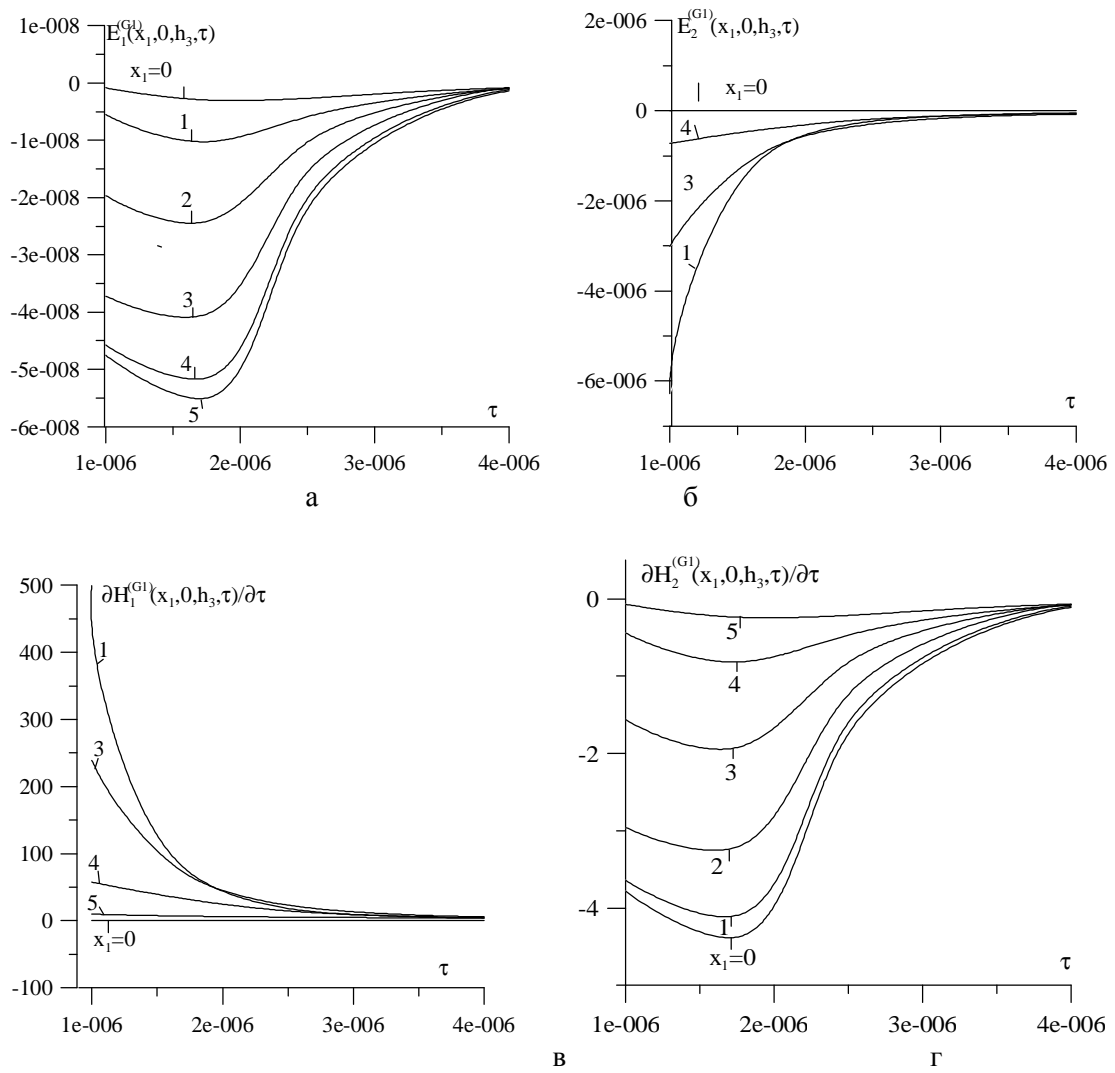 1e-008
E₁⁽ᴳ¹⁾(x₁,0,h₃,τ)
x₁=0
0
1
-1e-008
2
-2e-008
-3e-008
3
-4e-008
4
-5e-008
5
τ
-6e-008
1e-006 2e-006 3e-006 4e-006
а
2e-006
E₂⁽ᴳ¹⁾(x₁,0,h₃,τ)
x₁=0
0
4
3
-2e-006
1
-4e-006
-6e-006
τ
1e-006 2e-006 3e-006 4e-006
б
500
∂H₁⁽ᴳ¹⁾(x₁,0,h₃,τ)/∂τ
1
400
300
3
200
100
4
5
0
x₁=0
τ
-100
1e-006 2e-006 3e-006 4e-006
в
∂H₂⁽ᴳ¹⁾(x₁,0,h₃,τ)/∂τ
0
5
4
-2
3
2
-4
1
x₁=0
τ
1e-006 2e-006 3e-006 4e-006
г